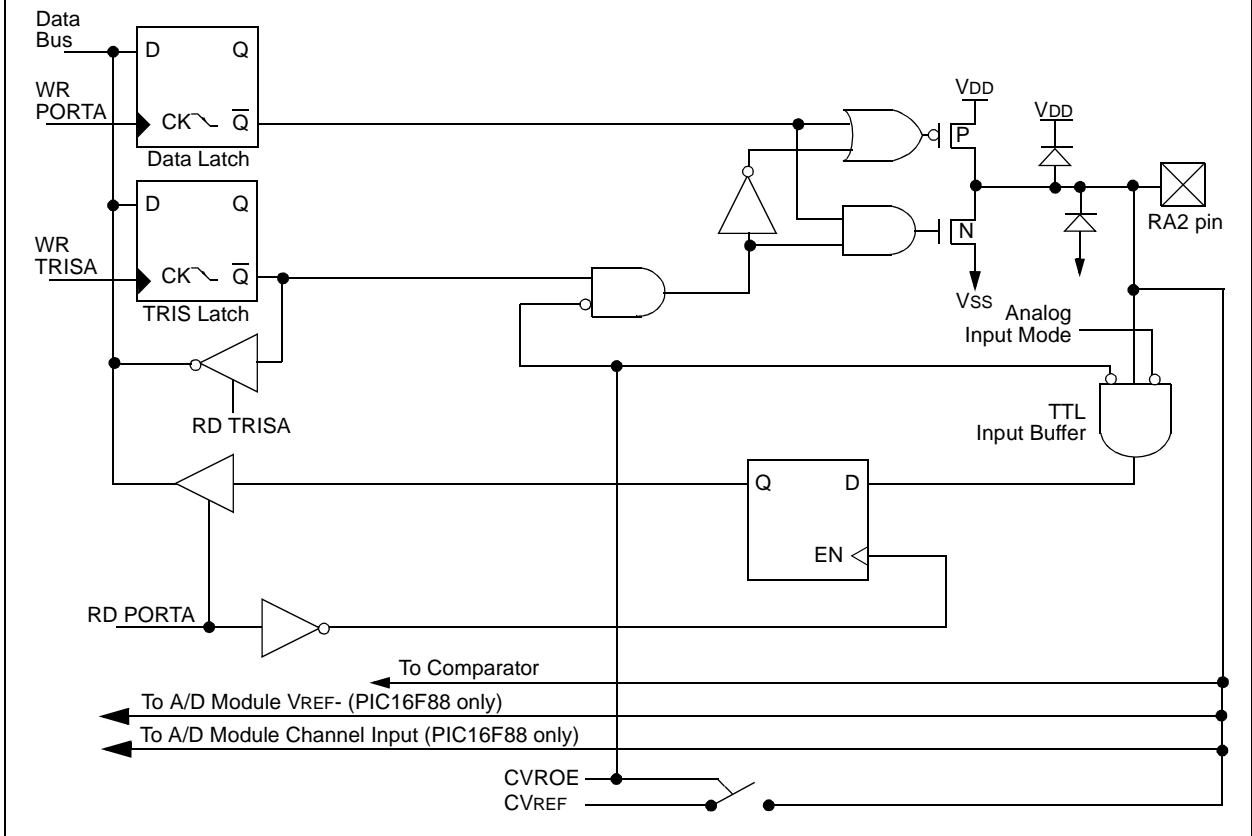 Data
Bus
D
Q
WR
PORTA
CK
Q
Data Latch
D
Q
WR
TRISA
CK
Q
TRIS Latch
RD TRISA
VDD
P
VDD
N
VSS
RA2 pin
Analog
Input Mode
TTL
Input Buffer
Q
D
EN
RD PORTA
To Comparator
To A/D Module VREF- (PIC16F88 only)
To A/D Module Channel Input (PIC16F88 only)
CVROE
CVREF